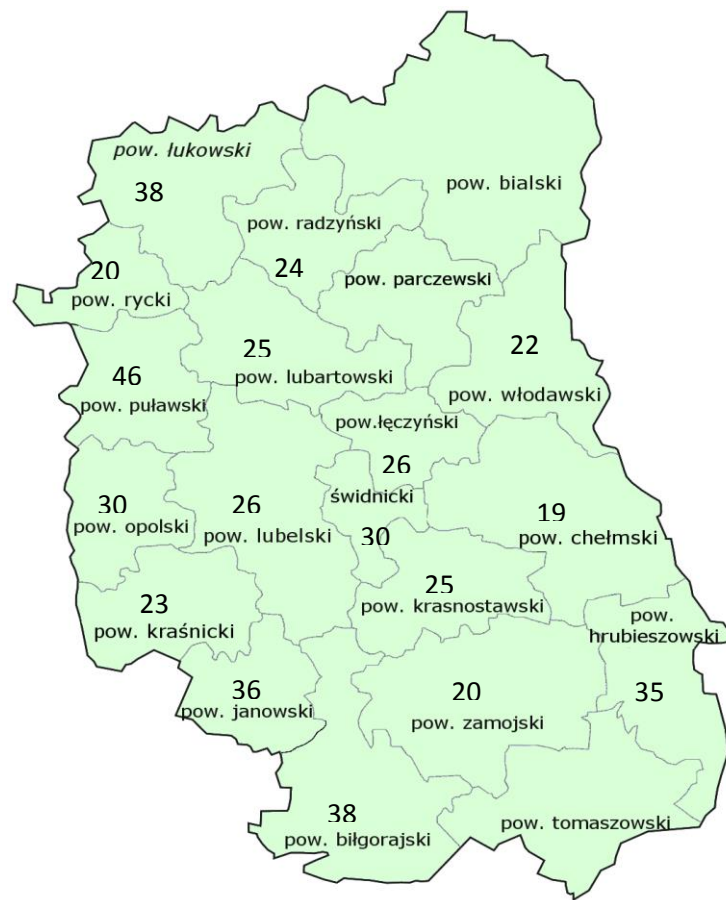 pow. łukowski
38
pow. bialski
pow. radzyński
20
24
pow. parczewski
pow. rycki
25
22
46
pow. lubartowski
pow. puławski
pow. włodawski
pow.łęczyński
26
świdnicki
30
26
19
pow. opolski
pow. lubelski
30
pow. chełmski
23
25
pow. kraśnicki
pow. krasnostawski
pow.
hrubieszowski
36
20
35
pow. janowski
pow. zamojski
38
pow. biłgorajski
pow. tomaszowski